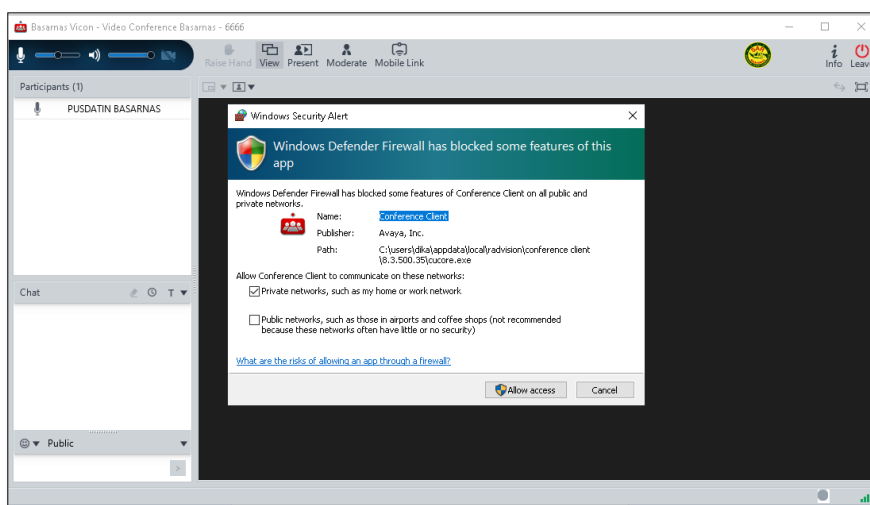 Basarnas Vicon - Video Conference Basarnas - 6666
Raise Hand View Present Moderate Mobile Link
Info Leav
Participants (1)
PUSDATIN BASARNAS
Windows Security Alert
Windows Defender Firewall has blocked some features of this
app
Windows Defender Firewall has blocked some features of Conference Client on all public and
private networks.
Name: Conference Client
Publisher: Avaya, Inc.
Path: C:\users\dika\appdata\local\radvision\conference client
\8.3.500.35\cucore.exe
Allow Conference Client to communicate on these networks:
Private networks, such as my home or work network
Public networks, such as those in airports and coffee shops (not recommended
because these networks often have little or no security)
What are the risks of allowing an app through a firewall?
Allow access Cancel
Chat
T
Public